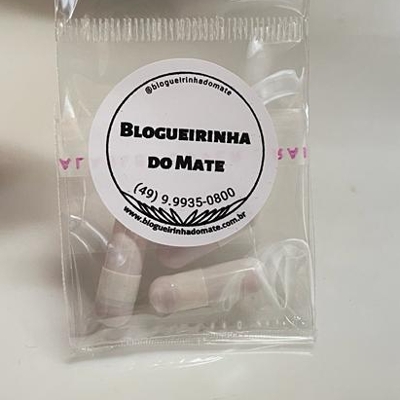 @blogueirinhadomate
BLOGUEIRINHA
DO MATE
(49) 9.9935-0800
www.blogueirinhadomate.com.br